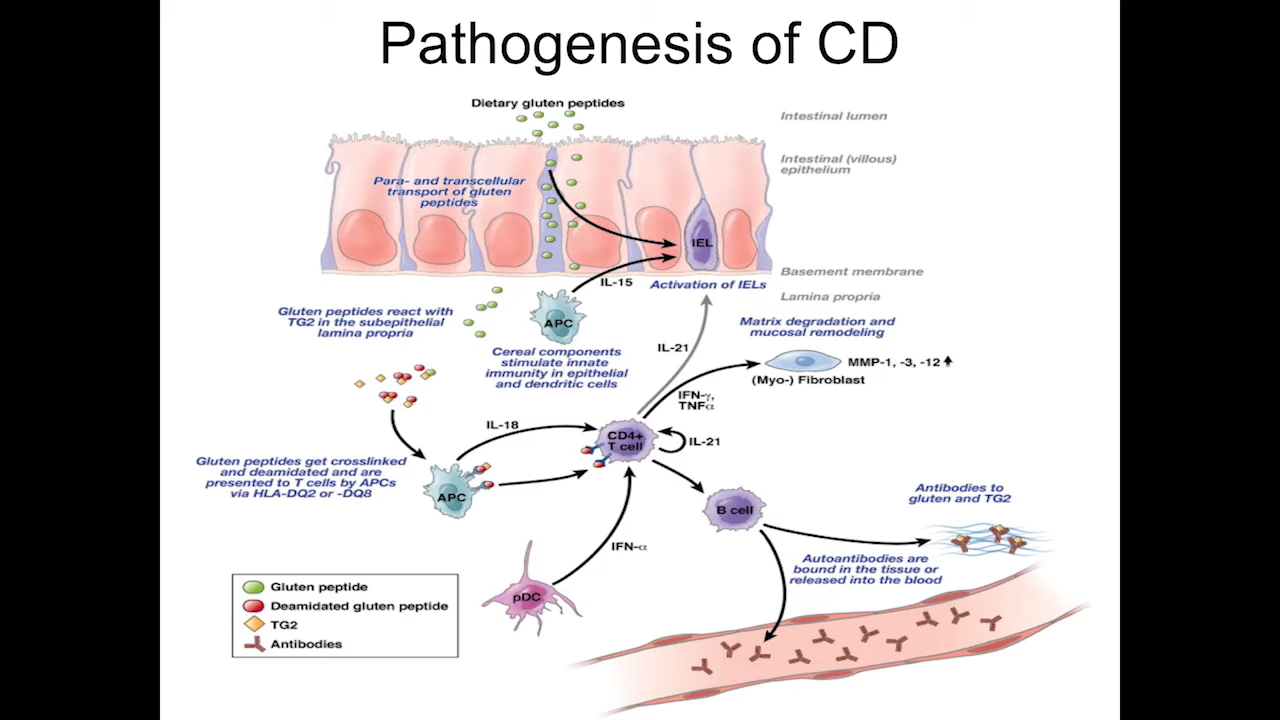 Pathogenesis of CD
Dietary gluten peptides
Intestinal lumen
Intestinal (villous)
epithelium
Para- and transcellular
transport of gluten
peptides
IEL
Basement membrane
IL-15
Activation of IELs
Lamina propria
Gluten peptides react with
TG2 in the subepithelial
lamina propria
APC
Matrix degradation and
mucosal remodeling
Cereal components
stimulate innate
immunity in epithelial
and dendritic cells
IL-21
MMP-1, -3, -12
(Myo-) Fibroblast
IFN-γ,
TNFα
IL-18
CD4+
T cell
IL-21
Gluten peptides get crosslinked
and deamidated and are
presented to T cells by APCs
via HLA-DQ2 or -DQ8
APC
B cell
Antibodies to
gluten and TG2
IFN-α
Autoantibodies are
bound in the tissue or
released into the blood
pDC
Gluten peptide
Deamidated gluten peptide
TG2
Antibodies